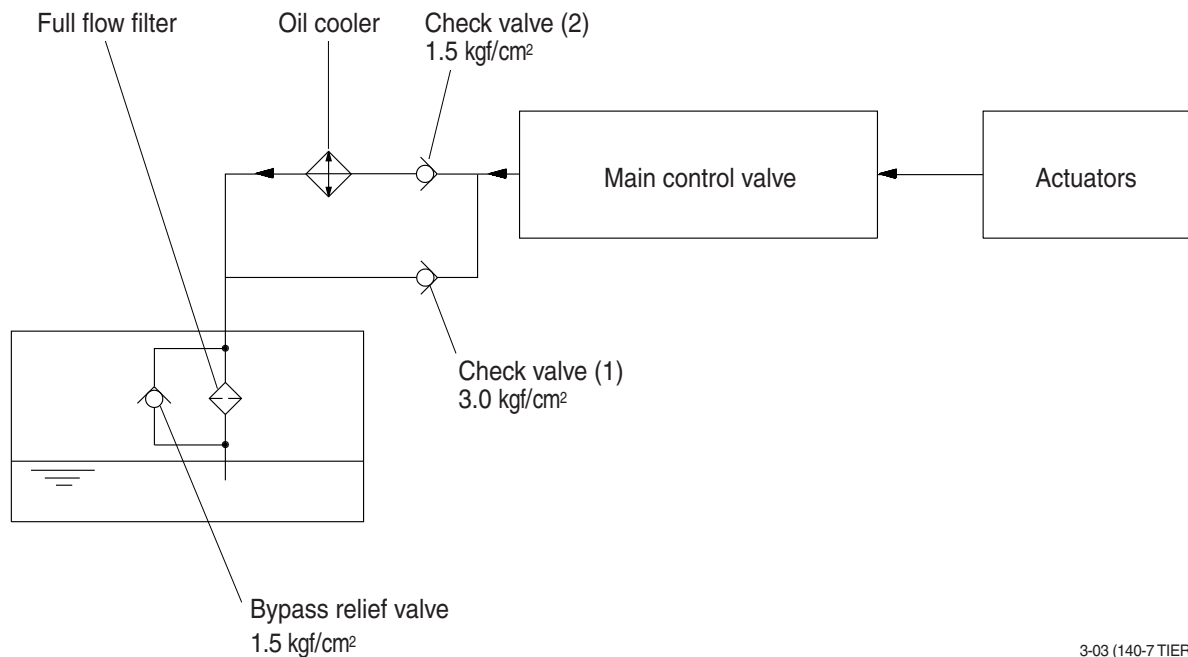 Full flow filter
Oil cooler
Check valve (2)
1.5 kgf/cm²
Main control valve
Actuators
Check valve (1)
3.0 kgf/cm²
Bypass relief valve
1.5 kgf/cm²
3-03 (140-7 TIER